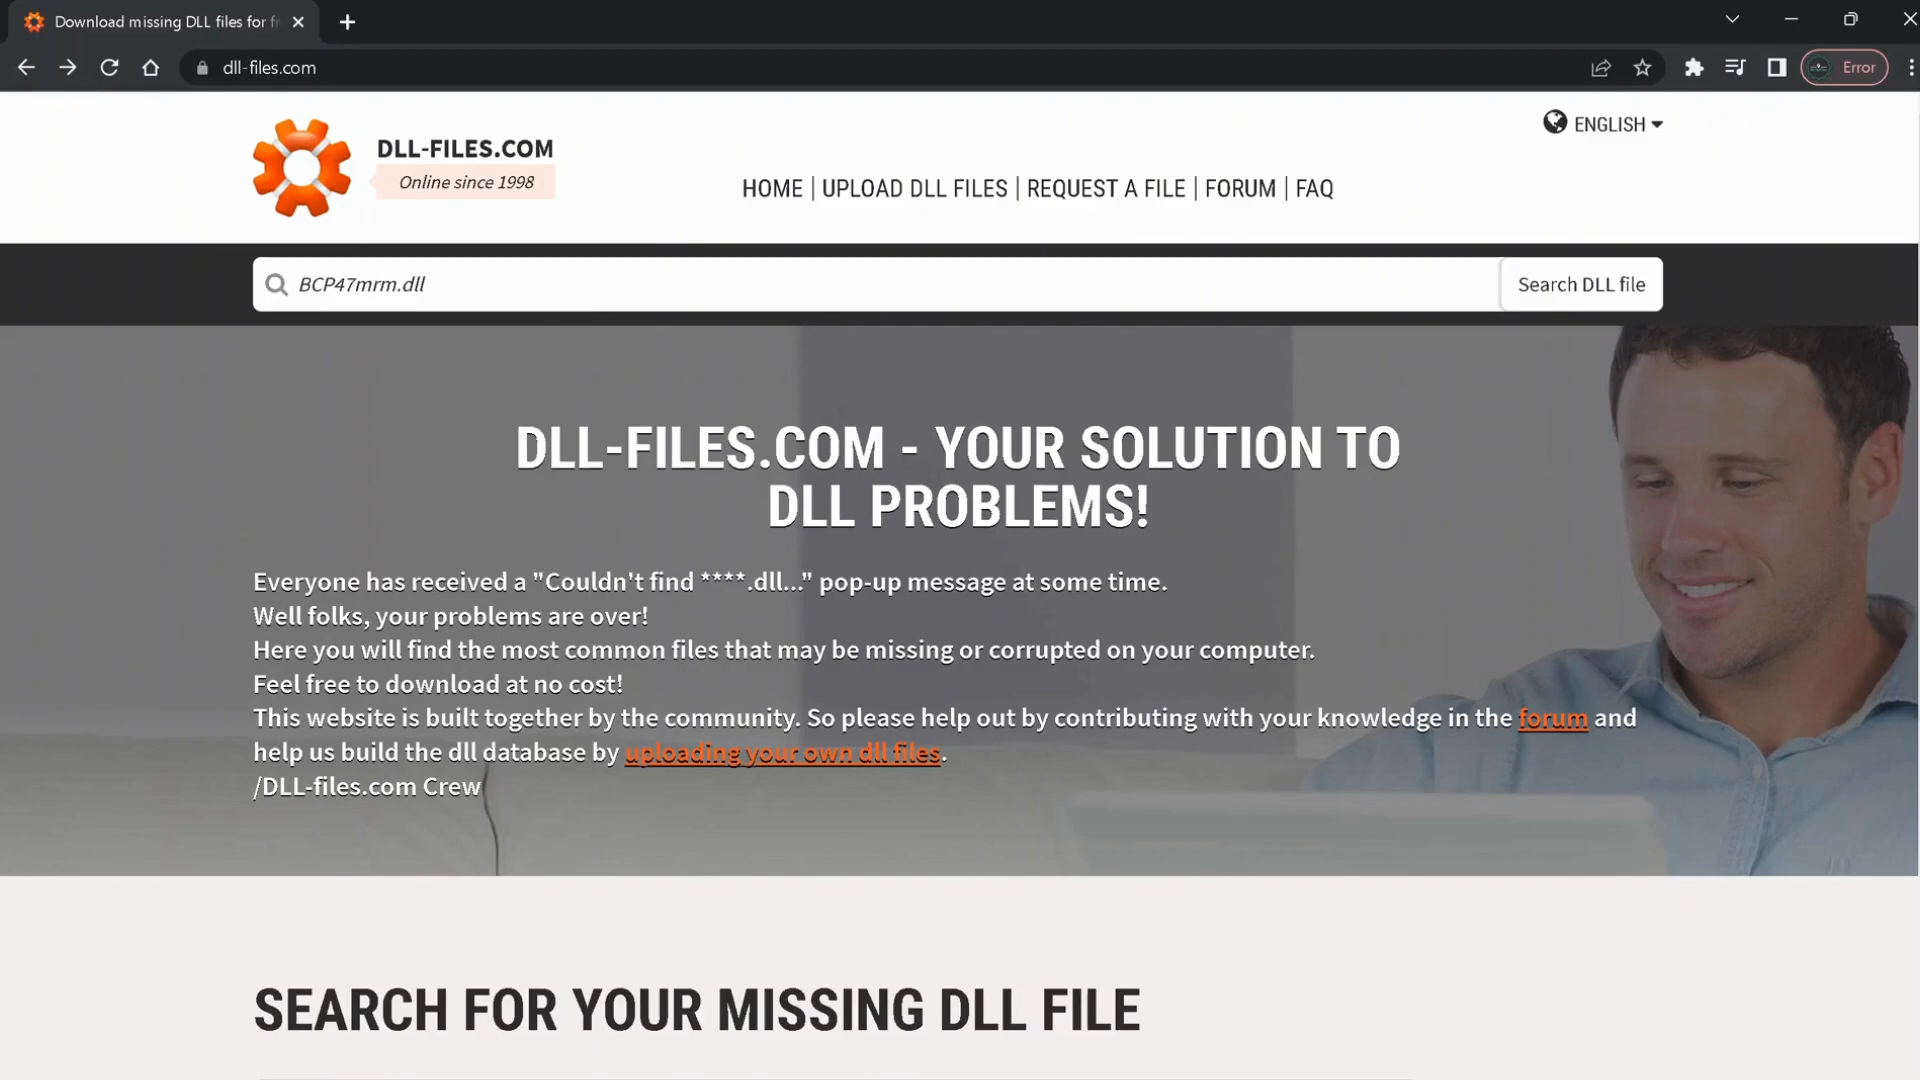 Download missing DLL files for fr
dll-files.com
Error
ENGLISH
DLL-FILES.COM
Online since 1998
HOME | UPLOAD DLL FILES | REQUEST A FILE | FORUM | FAQ
BCP47mrm.dll
Search DLL file
DLL-FILES.COM - YOUR SOLUTION TO
DLL PROBLEMS!
Everyone has received a "Couldn't find ****.dll..." pop-up message at some time.
Well folks, your problems are over!
Here you will find the most common files that may be missing or corrupted on your computer.
Feel free to download at no cost!
This website is built together by the community. So please help out by contributing with your knowledge in the forum and
help us build the dll database by uploading your own dll files.
/DLL-files.com Crew
SEARCH FOR YOUR MISSING DLL FILE